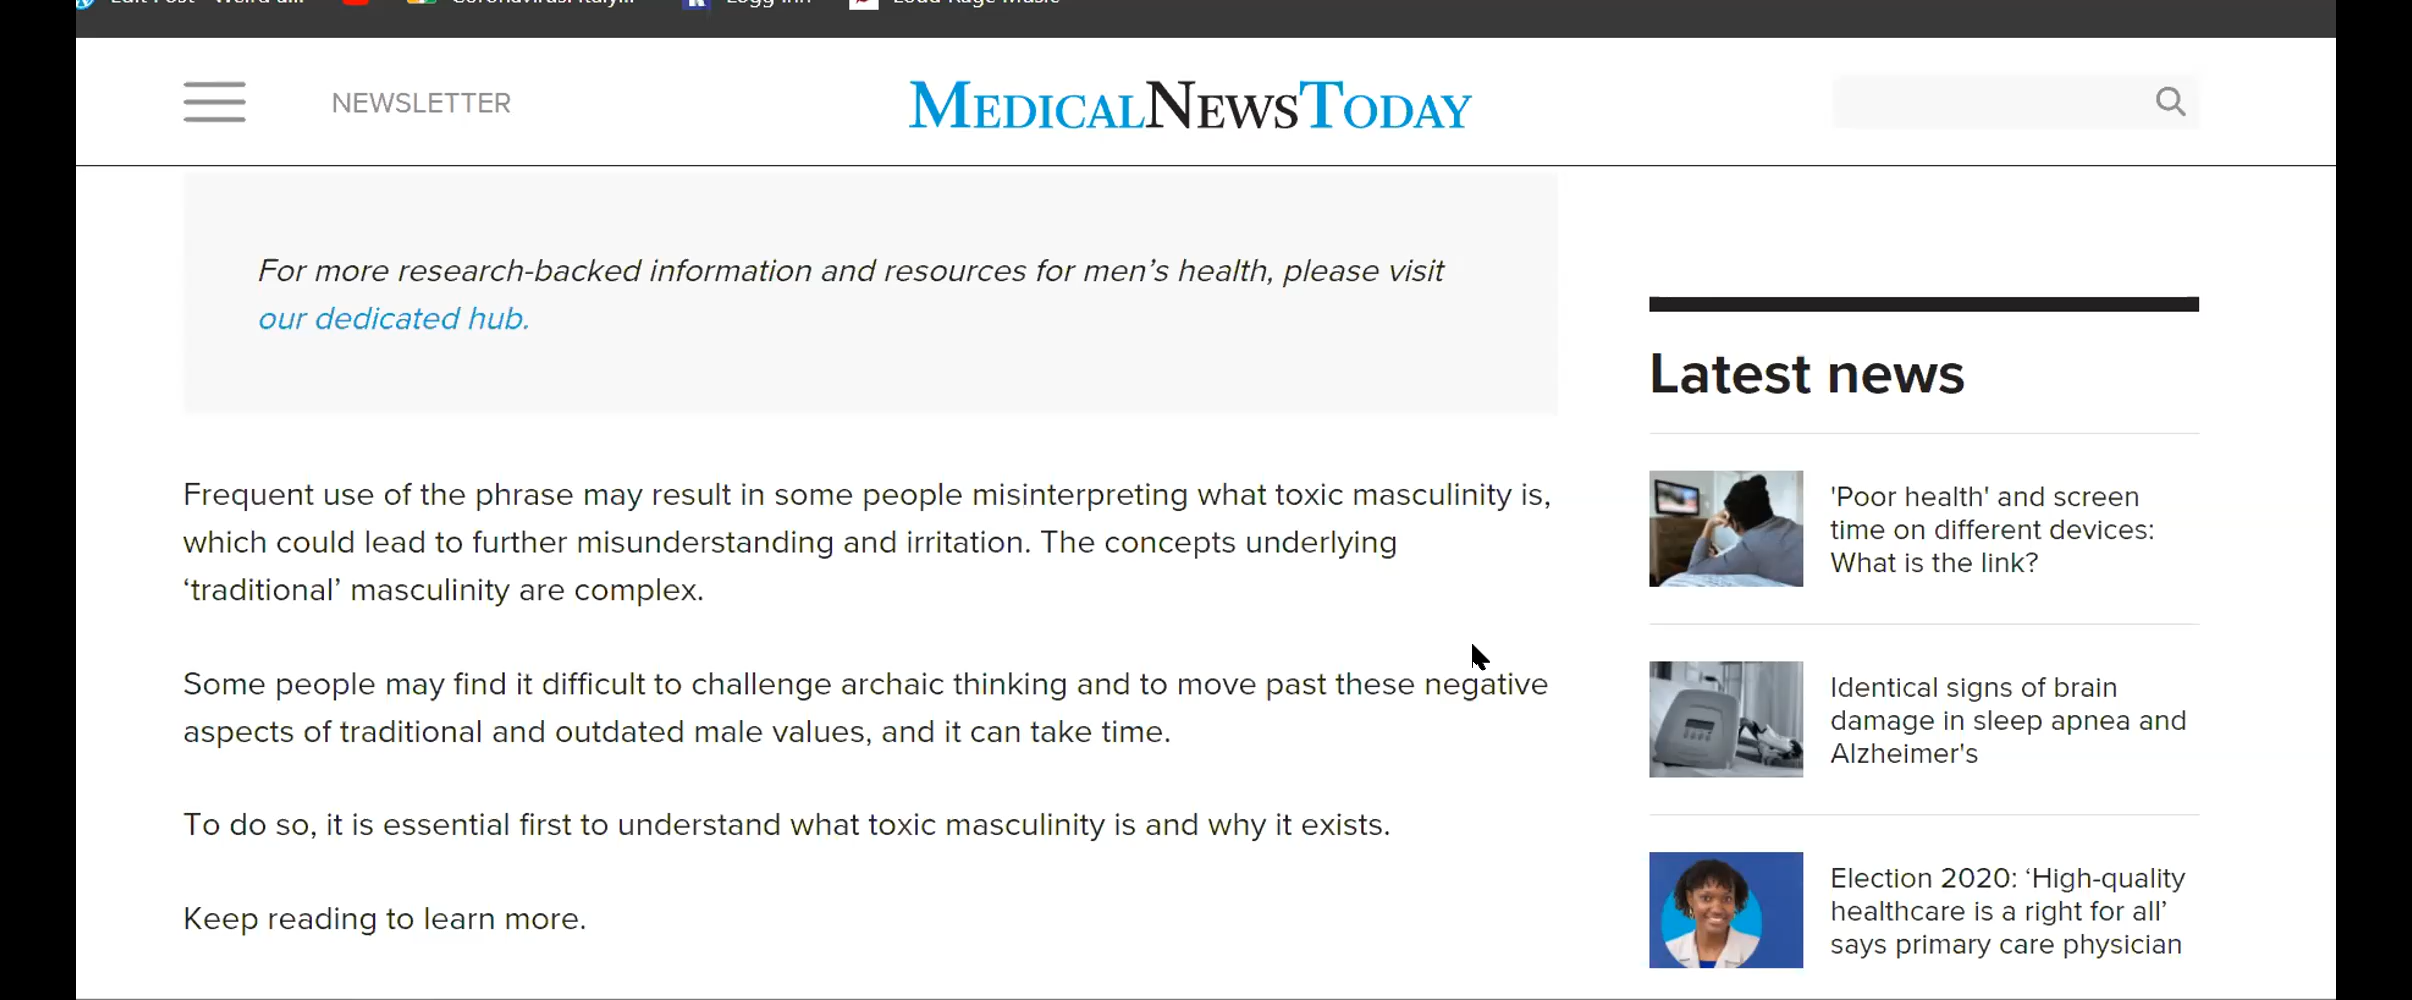 NEWSLETTER
MEDICALNEWSTODAY
For more research-backed information and resources for men’s health, please visit
our dedicated hub.
Frequent use of the phrase may result in some people misinterpreting what toxic masculinity is,
which could lead to further misunderstanding and irritation. The concepts underlying
‘traditional’ masculinity are complex.
Some people may find it difficult to challenge archaic thinking and to move past these negative
aspects of traditional and outdated male values, and it can take time.
To do so, it is essential first to understand what toxic masculinity is and why it exists.
Keep reading to learn more.
Latest news
'Poor health' and screen
time on different devices:
What is the link?
Identical signs of brain
damage in sleep apnea and
Alzheimer's
Election 2020: ‘High-quality
healthcare is a right for all’
says primary care physician